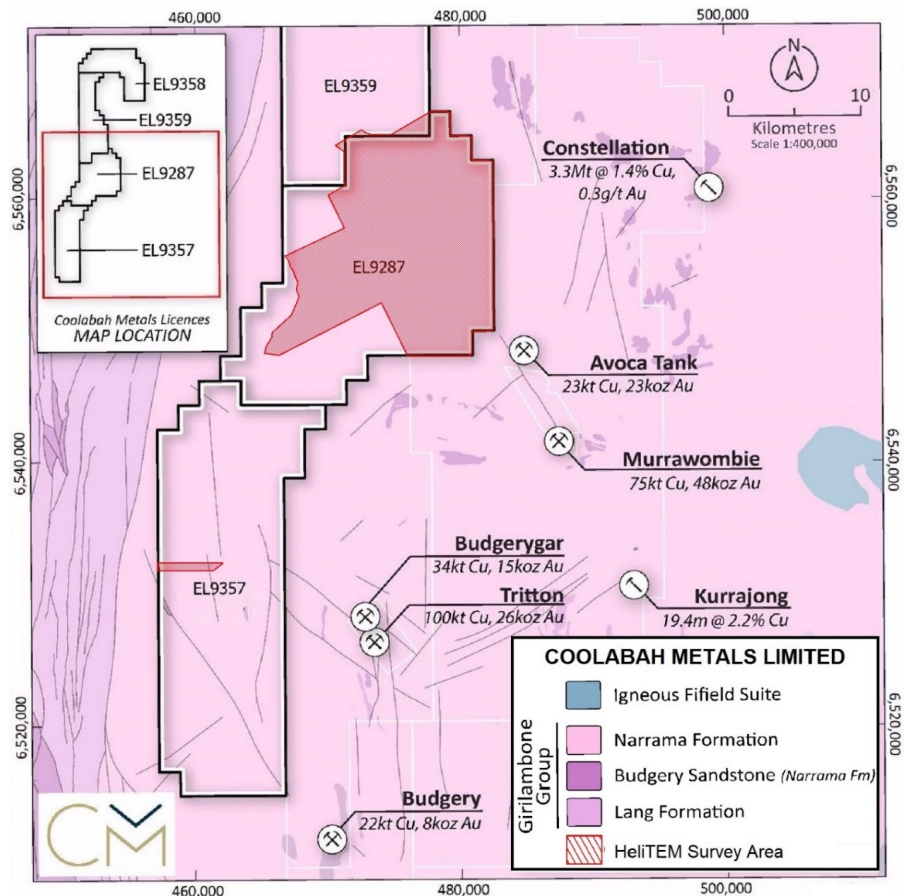 460,000
480,000
500,000
EL9358
EL9359
EL9287
EL9357
Coolabah Metals Licences
MAP LOCATION
EL9359
N
0
10
Kilometres
Scale 1:400,000
Constellation
3.3Mt @ 1.4% Cu,
0.3g/t Au
6,560,000
6,560,000
EL9287
Avoca Tank
23kt Cu, 23koz Au
Murrawombie
75kt Cu, 48koz Au
6,540,000
6,540,000
Budgerygar
34kt Cu, 15koz Au
Tritton
100kt Cu, 26koz Au
EL9357
Kurrajong
19.4m @ 2.2% Cu
6,520,000
6,520,000
Budgery
22kt Cu, 8koz Au
CM
COOLABAH METALS LIMITED
Igneous Fifield Suite
Girilambone
Group
Narrama Formation
Budgery Sandstone (Narrama Fm)
Lang Formation
HeliTEM Survey Area
460,000
480,000
500,000